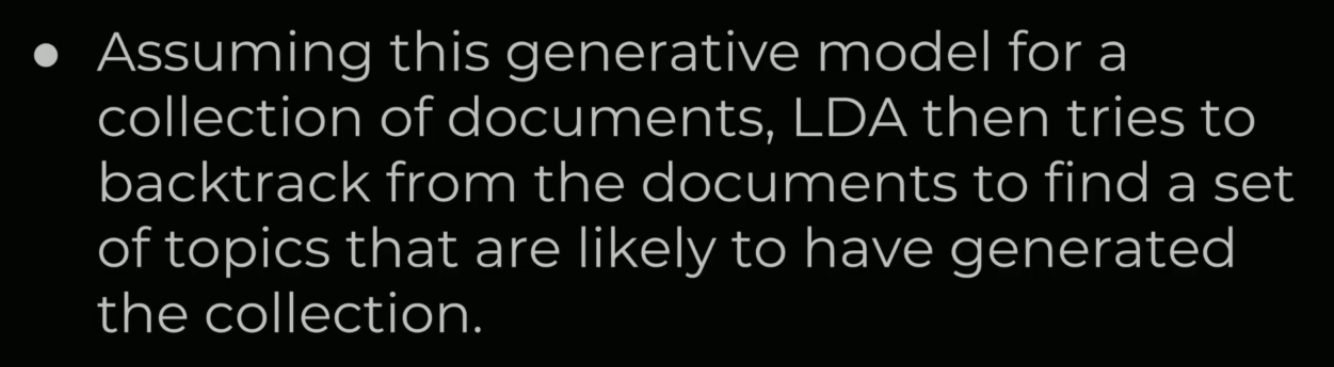 ● Assuming this generative model for a
collection of documents, LDA then tries to
backtrack from the documents to find a set
of topics that are likely to have generated
the collection.